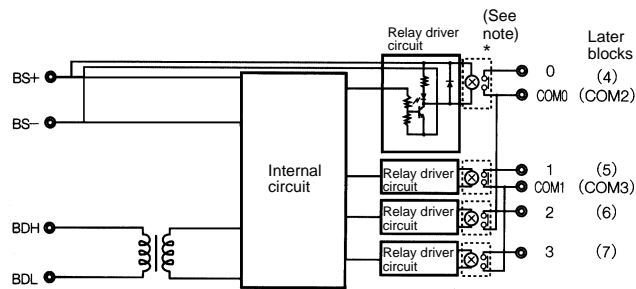 (See
note)
*
Relay driver
circuit
Later
blocks
BS+
BS−
BDH
BDL
Internal
circuit
0 (4)
COM0 (COM2)
Relay driver
circuit
1 (5)
COM1 (COM3)
Relay driver
circuit
2 (6)
Relay driver
circuit
3 (7)